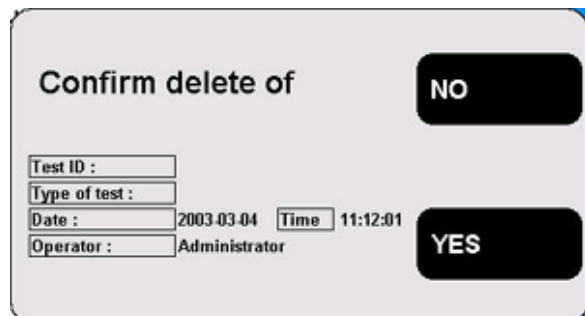 Confirm delete of
NO
Test ID :
Type of test :
Date : 2003-03-04 Time 11:12:01
Operator : Administrator
YES